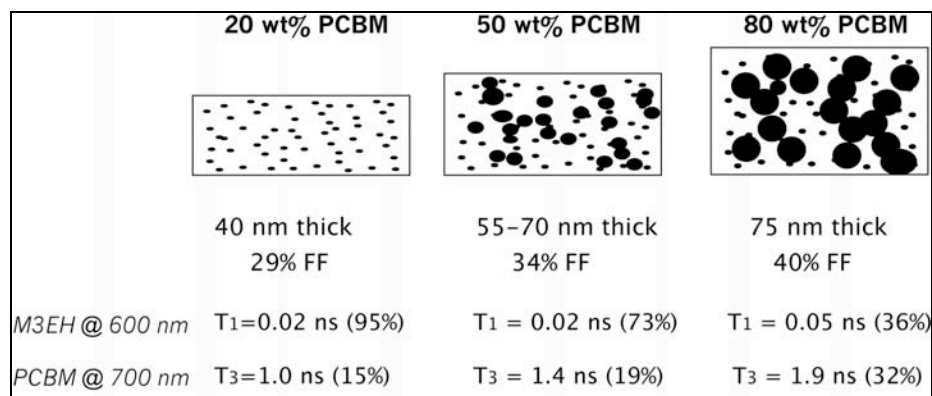 20 wt% PCBM 50 wt% PCBM 80 wt% PCBM
40 nm thick 55-70 nm thick 75 nm thick
29% FF 34% FF 40% FF
M3EH @ 600 nm T1=0.02 ns (95%) T1 = 0.02 ns (73%) T1 = 0.05 ns (36%)
PCBM @ 700 nm T3=1.0 ns (15%) T3 = 1.4 ns (19%) T3 = 1.9 ns (32%)